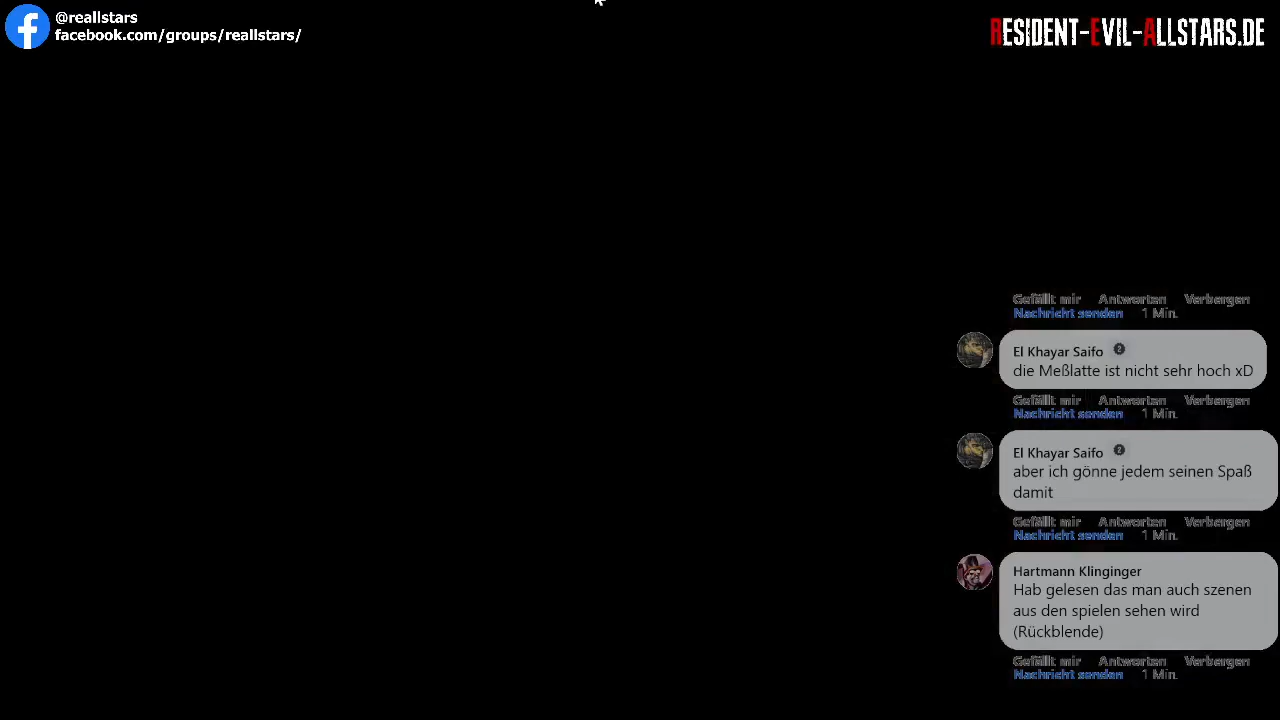 @reallstars
facebook.com/groups/reallstars/
RESIDENT-EVIL-ALLSTARS.DE
Gefällt mir Antworten Verbergen
Nachricht senden 1 Min.
El Khayar Saifo
die Meßlatte ist nicht sehr hoch xD
Gefällt mir Antworten Verbergen
Nachricht senden 1 Min.
El Khayar Saifo
aber ich gönne jedem seinen Spaß
damit
Gefällt mir Antworten Verbergen
Nachricht senden 1 Min.
Hartmann Klinginger
Hab gelesen das man auch szenen
aus den spielen sehen wird
(Rückblende)
Gefällt mir Antworten Verbergen
Nachricht senden 1 Min.